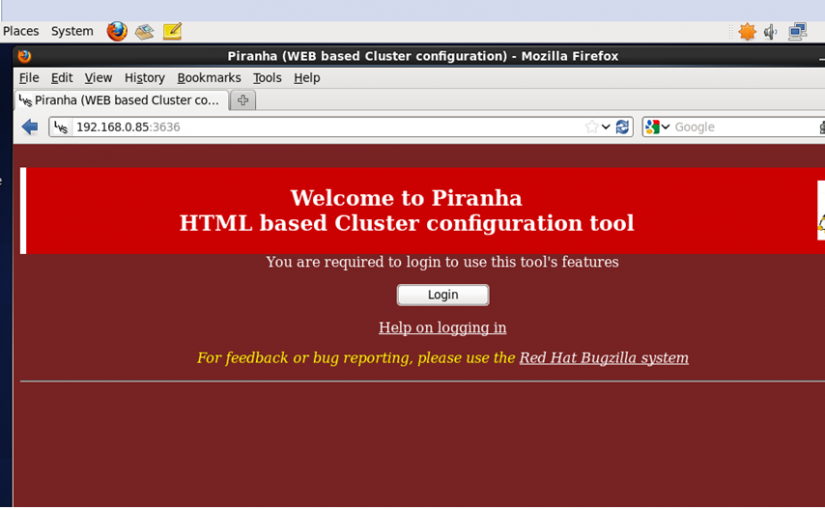 Places System
Piranha (WEB based Cluster configuration) - Mozilla Firefox
File Edit View History Bookmarks Tools Help
LVS Piranha (WEB based Cluster co...
LVS 192.168.0.85:3636 Google
Welcome to Piranha
HTML based Cluster configuration tool
You are required to login to use this tool's features
Login
Help on logging in
For feedback or bug reporting, please use the Red Hat Bugzilla system